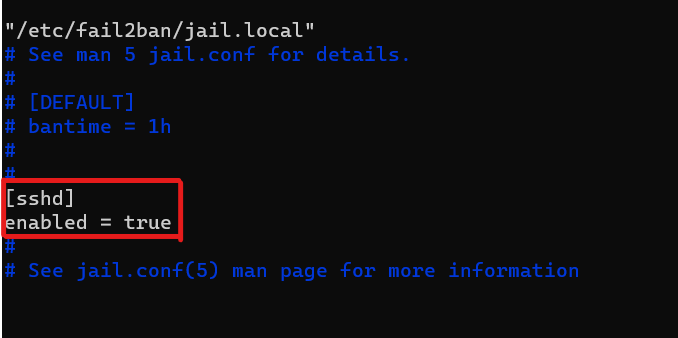 "/etc/fail2ban/jail.local"
# See man 5 jail.conf for details.
#
# [DEFAULT]
# bantime = 1h
#
#
[sshd]
enabled = true
#
# See jail.conf(5) man page for more information